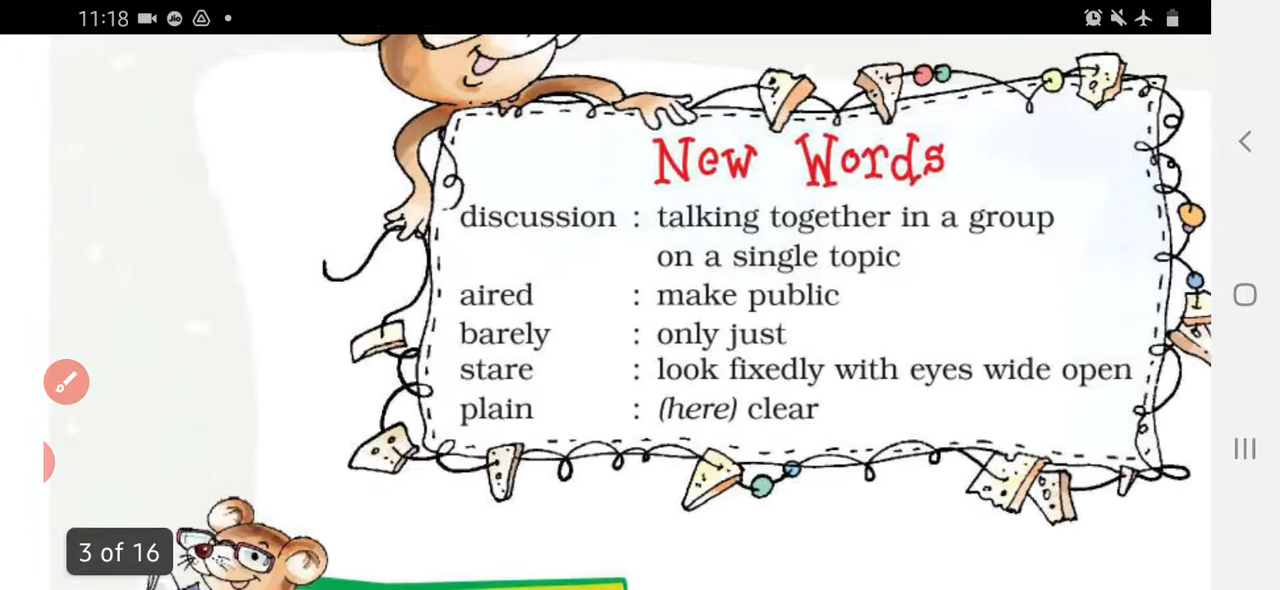 11:18
Jio
New Words
discussion : talking together in a group
on a single topic
aired : make public
barely : only just
stare : look fixedly with eyes wide open
plain : (here) clear
3 of 16